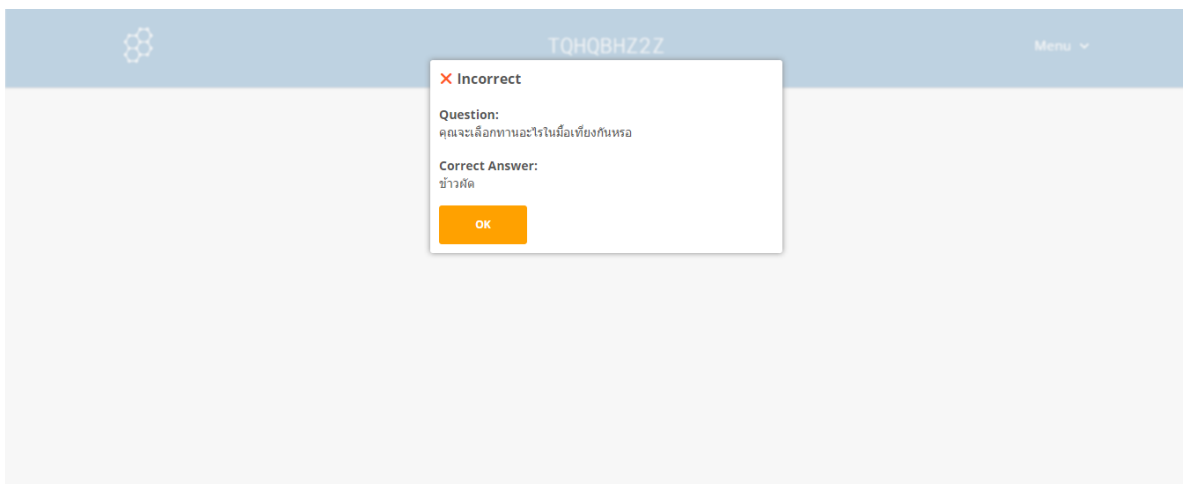 TQHQBHZ2Z
Menu
Incorrect
Question:
คุณจะเลือกทานอะไรในมื้อเที่ยงกันหรอ
Correct Answer:
ข้าวผัด
OK